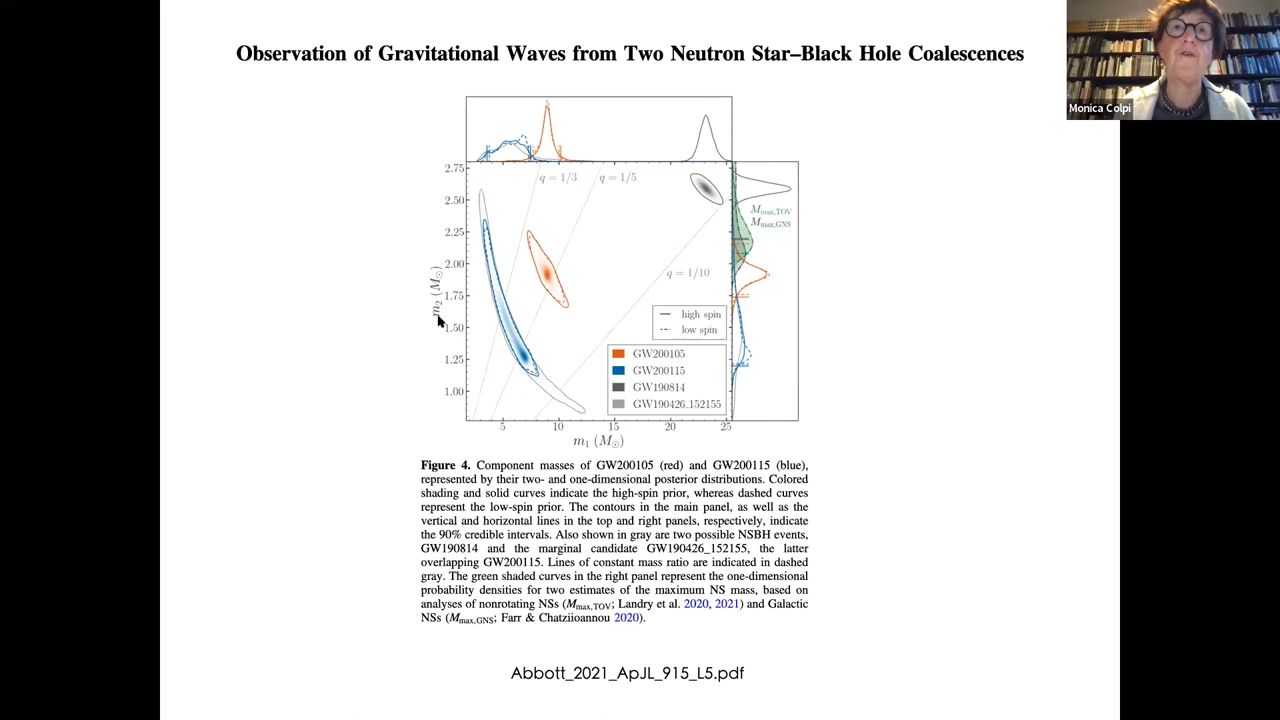 Observation of Gravitational Waves from Two Neutron Star–Black Hole Coalescences
Monica Colpi
2.75
2.50
2.25
2.00
1.75
1.50
1.25
1.00
m₂ (M⊙)
q = 1/3
q = 1/5
q = 1/10
Mmax,TOV
Mmax,GNS
high spin
low spin
GW200105
GW200115
GW190814
GW190426_152155
5
10
15
20
25
m₁ (M⊙)
Figure 4. Component masses of GW200105 (red) and GW200115 (blue),
represented by their two- and one-dimensional posterior distributions. Colored
shading and solid curves indicate the high-spin prior, whereas dashed curves
represent the low-spin prior. The contours in the main panel, as well as the
vertical and horizontal lines in the top and right panels, respectively, indicate
the 90% credible intervals. Also shown in gray are two possible NSBH events,
GW190814 and the marginal candidate GW190426_152155, the latter
overlapping GW200115. Lines of constant mass ratio are indicated in dashed
gray. The green shaded curves in the right panel represent the one-dimensional
probability densities for two estimates of the maximum NS mass, based on
analyses of nonrotating NSs (Mmax,TOV; Landry et al. 2020, 2021) and Galactic
NSs (Mmax,GNS; Farr & Chatziioannou 2020).
Abbott_2021_ApJL_915_L5.pdf